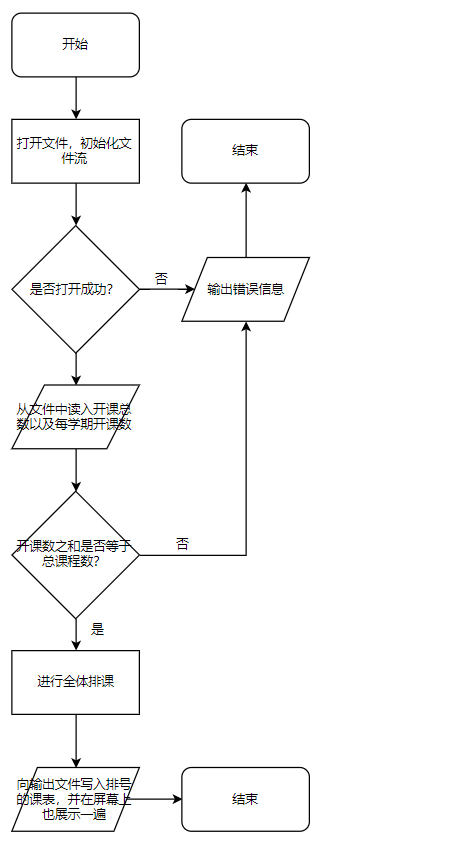 开始
打开文件，初始化文
件流
结束
是否打开成功？
否
输出错误信息
从文件中读入开课总
数以及每学期开课数
开课数之和是否等于
总课程数？
否
是
进行全体排课
向输出文件写入排号
的课表，并在屏幕上
也展示一遍
结束